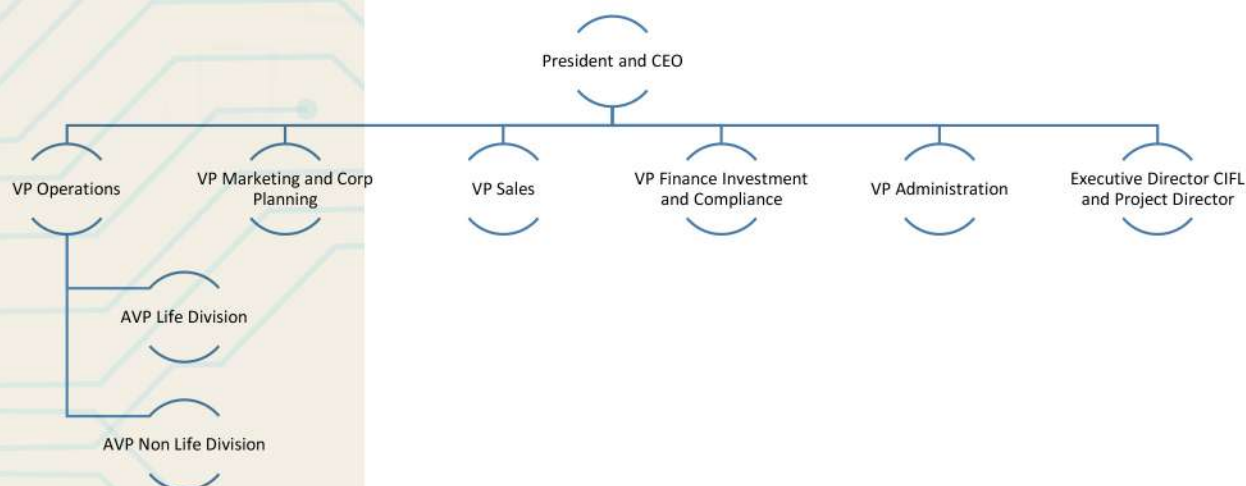 President and CEO
VP Operations
VP Marketing and Corp
Planning
VP Sales
VP Finance Investment
and Compliance
VP Administration
Executive Director CIFL
and Project Director
AVP Life Division
AVP Non Life Division